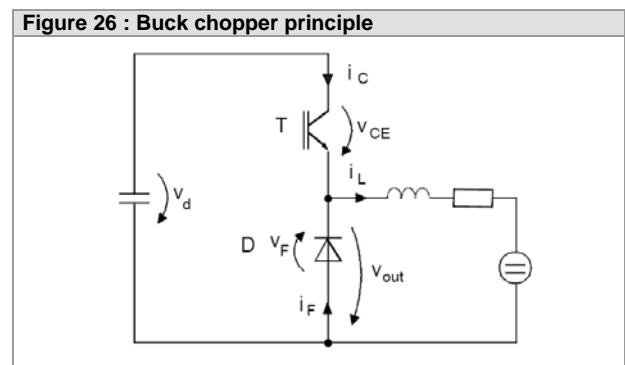 Figure 26 : Buck chopper principle
i C
T
v CE
i L
v d
D
v F
v out
i F